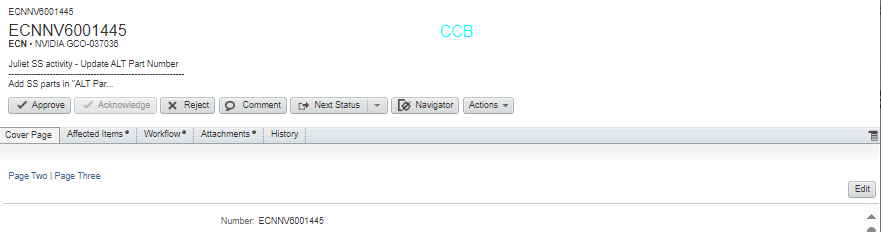 ECNNV6001445
ECNNV6001445
CCB
ECN • NVIDIA GCO-037036
Juliet SS activity - Update ALT Part Number
------------------------------------------------------------
Add SS parts in "ALT Par...
Approve Acknowledge Reject Comment Next Status Navigator Actions
Cover Page Affected Items • Workflow • Attachments • History
Page Two | Page Three
Edit
Number: ECNNV6001445